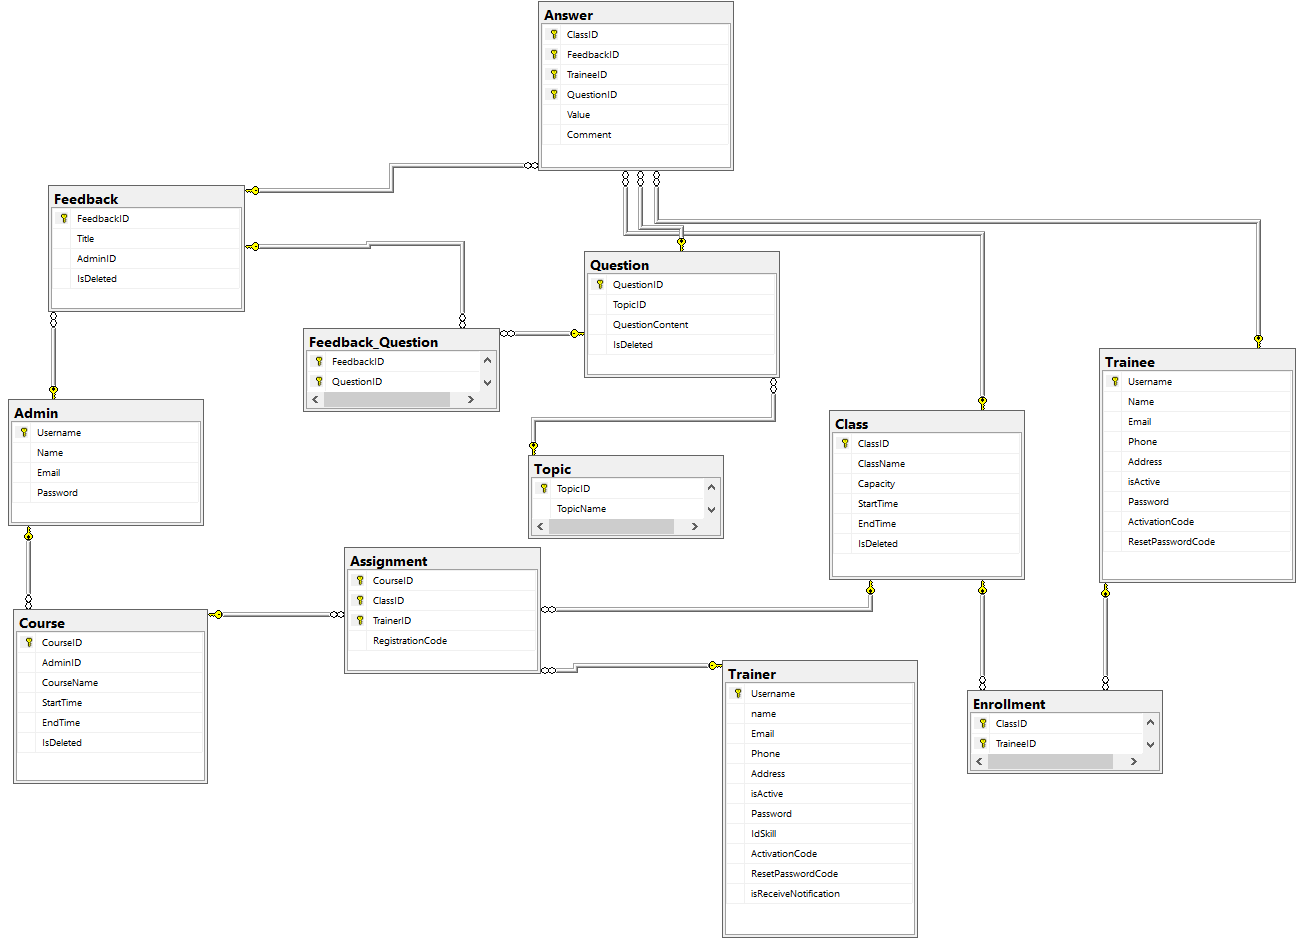 Answer
ClassID
FeedbackID
TraineeID
QuestionID
Value
Comment
Feedback
FeedbackID
Title
AdminID
IsDeleted
Question
QuestionID
TopicID
QuestionContent
IsDeleted
Feedback_Question
FeedbackID
QuestionID
Trainee
Username
Name
Email
Phone
Address
isActive
Password
ActivationCode
ResetPasswordCode
Admin
Username
Name
Email
Password
Class
ClassID
ClassName
Capacity
StartTime
EndTime
IsDeleted
Topic
TopicID
TopicName
Assignment
CourseID
ClassID
TrainerID
RegistrationCode
Course
CourseID
AdminID
CourseName
StartTime
EndTime
IsDeleted
Trainer
Username
name
Email
Phone
Address
isActive
Password
IdSkill
ActivationCode
ResetPasswordCode
isReceiveNotification
Enrollment
ClassID
TraineeID